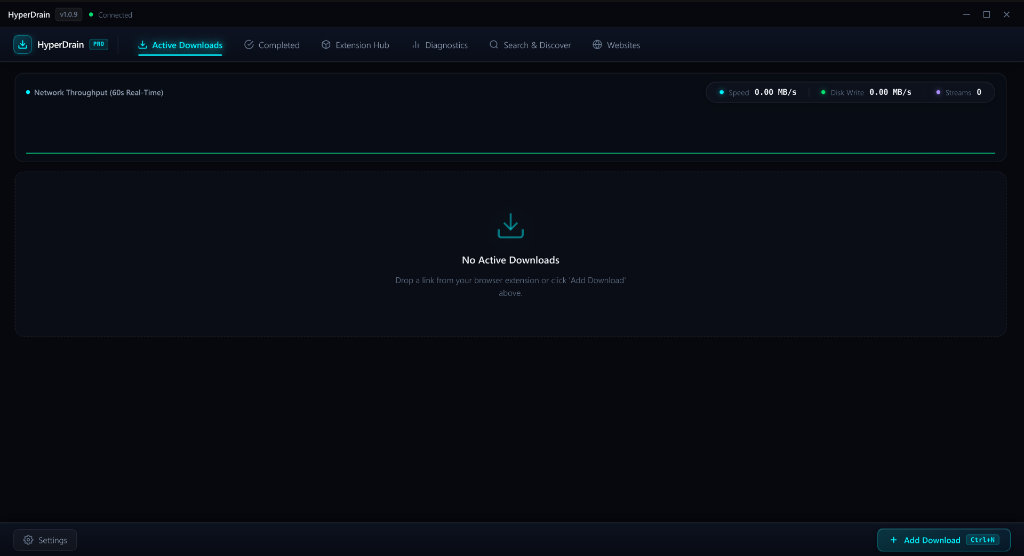 HyperDrain v1.0.9 Connected
HyperDrain PRO Active Downloads Completed Extension Hub Diagnostics Search & Discover Websites
Network Throughput (60s Real-Time) Speed 0.00 MB/s Disk Write 0.00 MB/s Streams 0
No Active Downloads
Drop a link from your browser extension or click 'Add Download'
above.
Settings + Add Download Ctrl+N